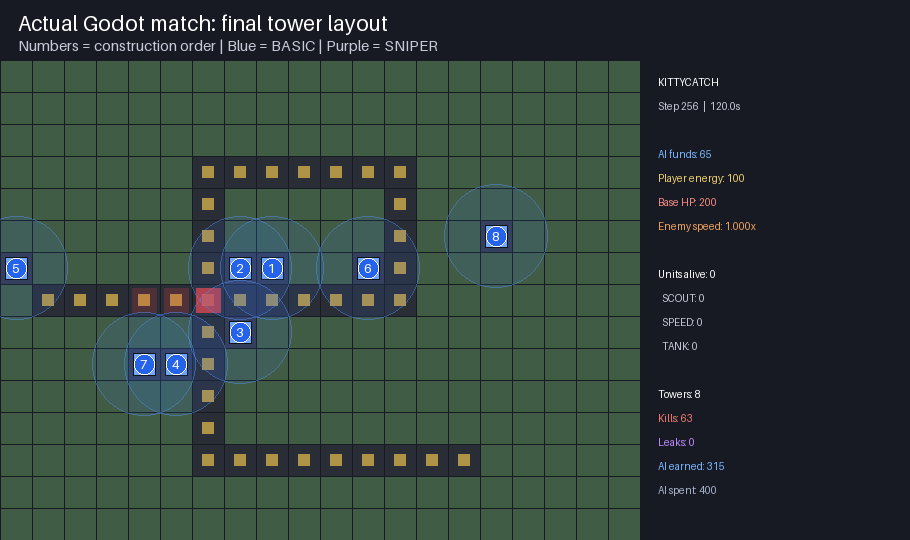 Actual Godot match: final tower layout
Numbers = construction order | Blue = BASIC | Purple = SNIPER
KITTYCATCH
Step 256 | 120.0s
AI funds: 65
Player energy: 100
Base HP: 200
Enemy speed: 1.000x
Units alive: 0
SCOUT: 0
SPEED: 0
TANK: 0
Towers: 8
Kills: 63
Leaks: 0
AI earned: 315
AI spent: 400
8
5
2
1
6
3
7
4